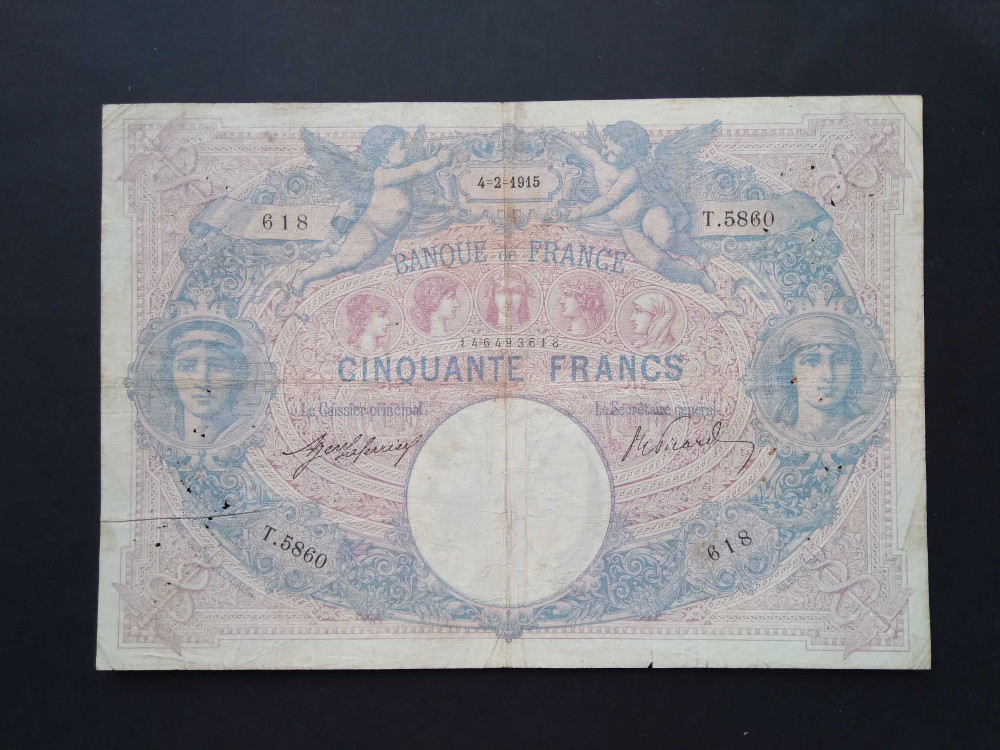 4=2=1915
618
T.5860
BANQUE de FRANCE
146493618
CINQUANTE FRANCS
Le Caissier principal
Le Secrétaire général
T.5860
618